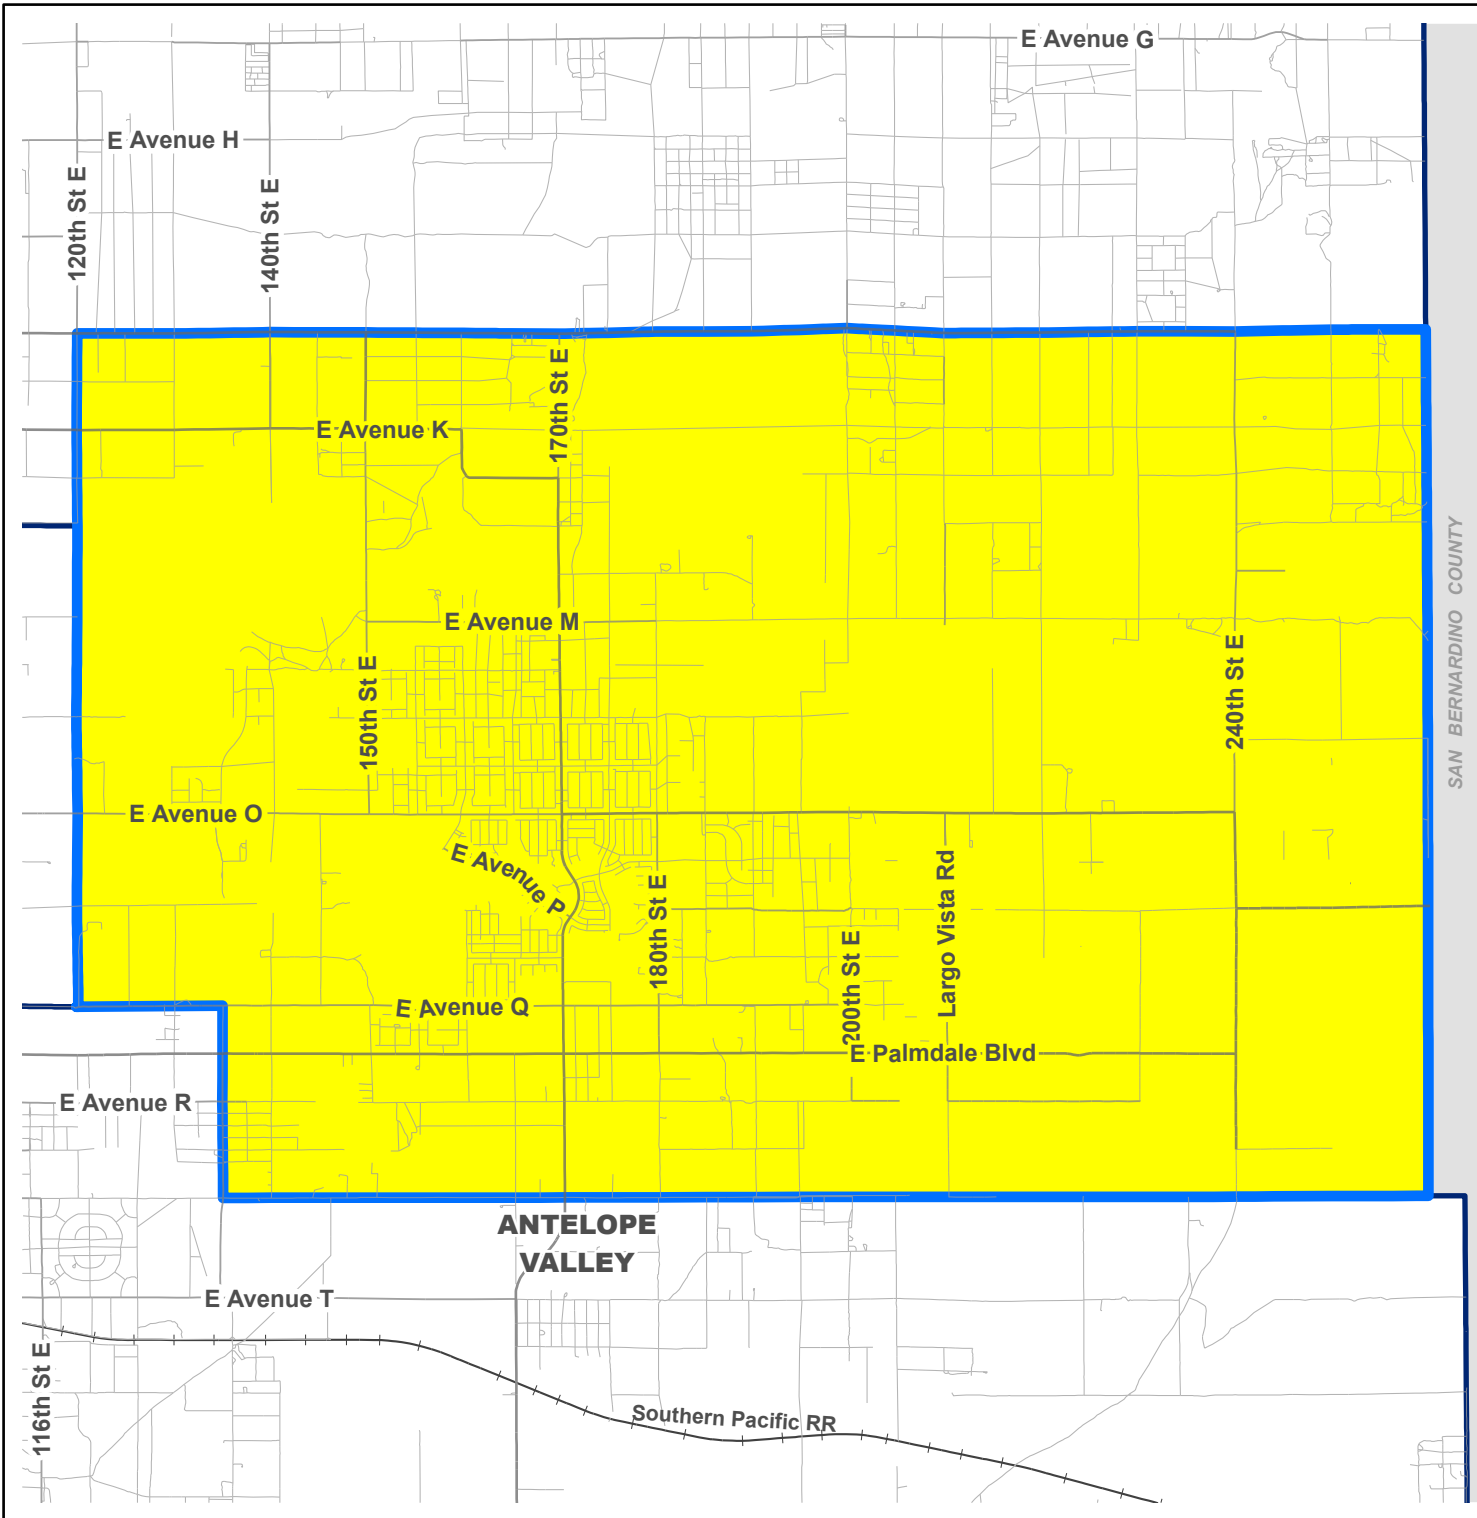 E Avenue G
E Avenue H
120th St E
140th St E
170th St E
E Avenue K
SAN BERNARDINO COUNTY
E Avenue M
150th St E
240th St E
E Avenue O
E Avenue P
Largo Vista Rd
180th St E
200th St E
E Avenue Q
E Palmdale Blvd
E Avenue R
ANTELOPE
VALLEY
E Avenue T
116th St E
Southern Pacific RR